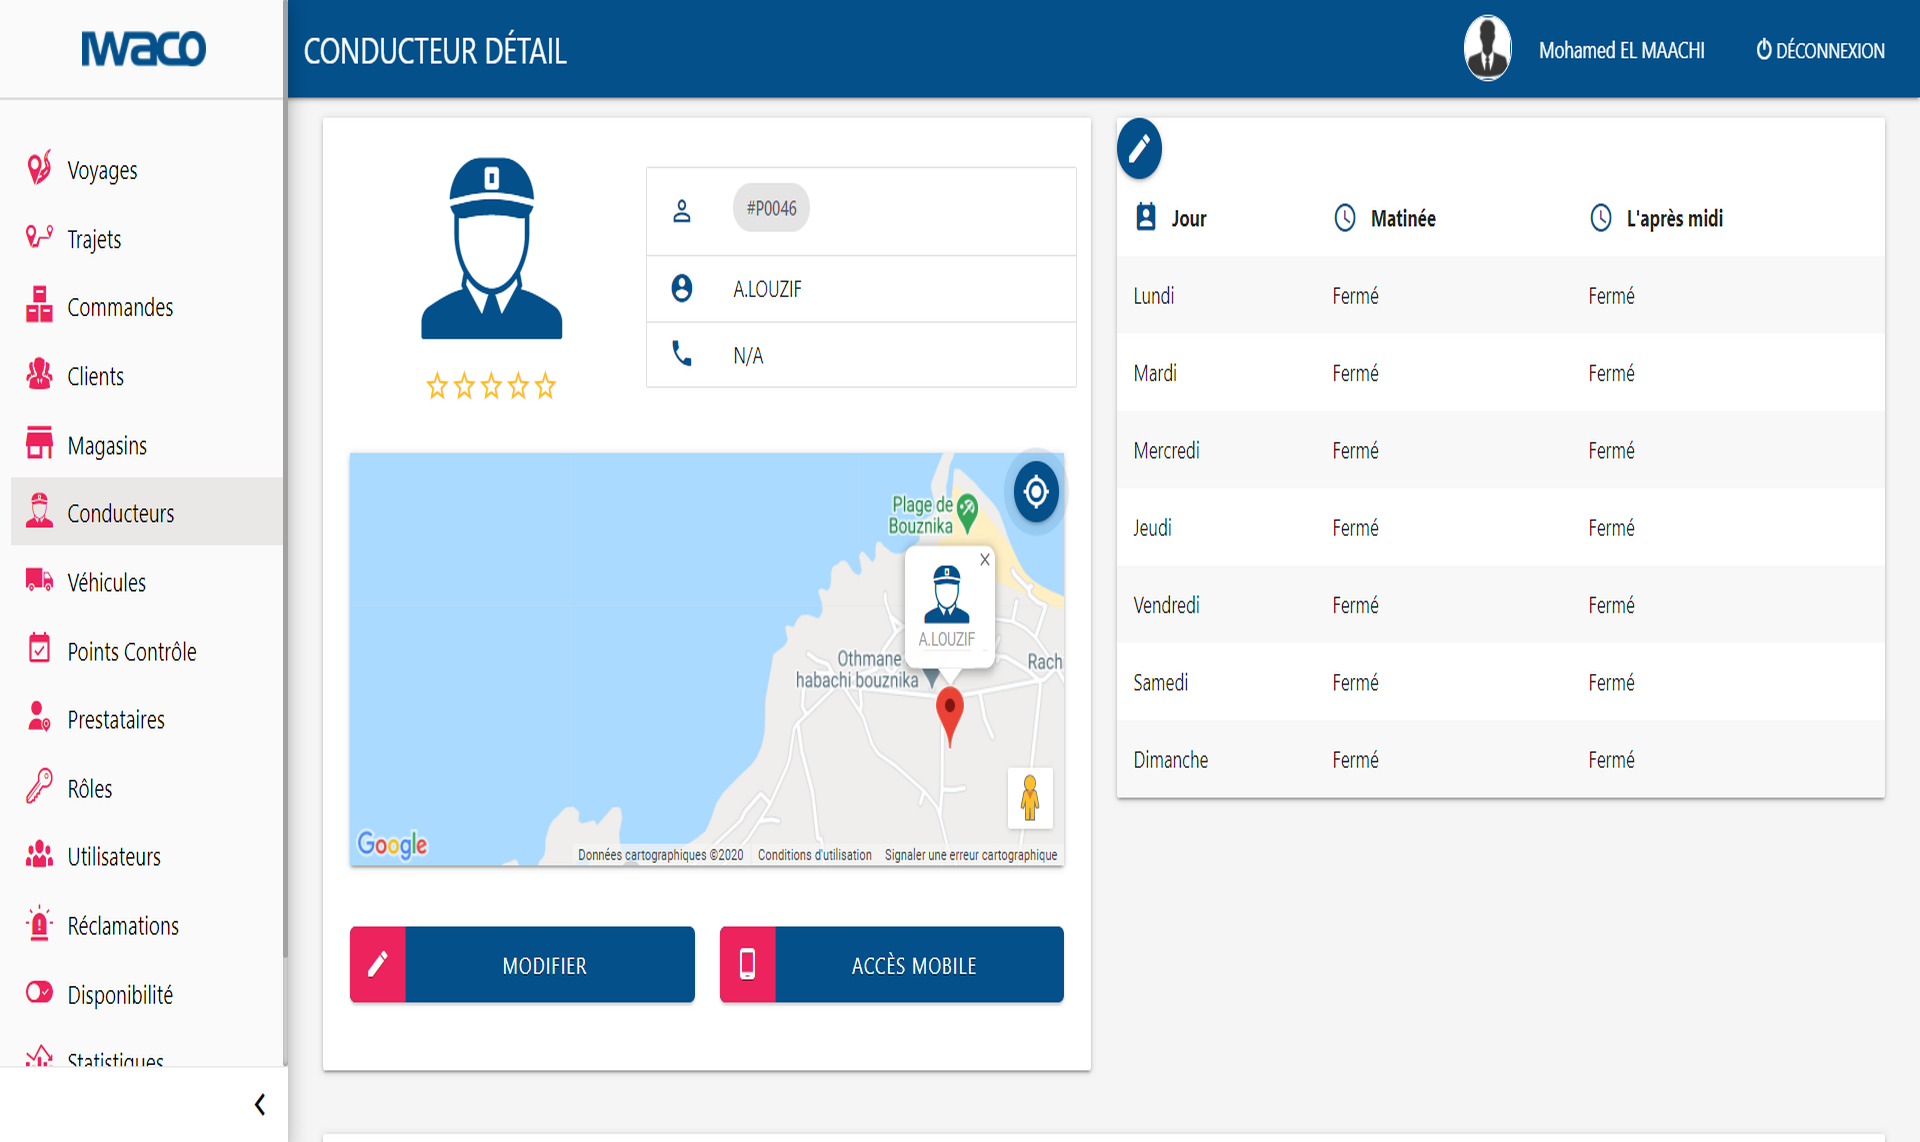 IWACO
CONDUCTEUR DÉTAIL
Mohamed EL MAACHI
DÉCONNEXION
Voyages
Trajets
Commandes
Clients
Magasins
Conducteurs
Véhicules
Points Contrôle
Prestataires
Rôles
Utilisateurs
Réclamations
Disponibilité
Statistiques
#P0046
A.LOUZIF
N/A
Plage de
Bouznika
X
A.LOUZIF
Othmane
habachi bouznika
Rach
Google
Données cartographiques ©2020
Conditions d'utilisation
Signaler une erreur cartographique
MODIFIER
ACCÈS MOBILE
Jour Matinée L'après midi
Lundi Fermé Fermé
Mardi Fermé Fermé
Mercredi Fermé Fermé
Jeudi Fermé Fermé
Vendredi Fermé Fermé
Samedi Fermé Fermé
Dimanche Fermé Fermé